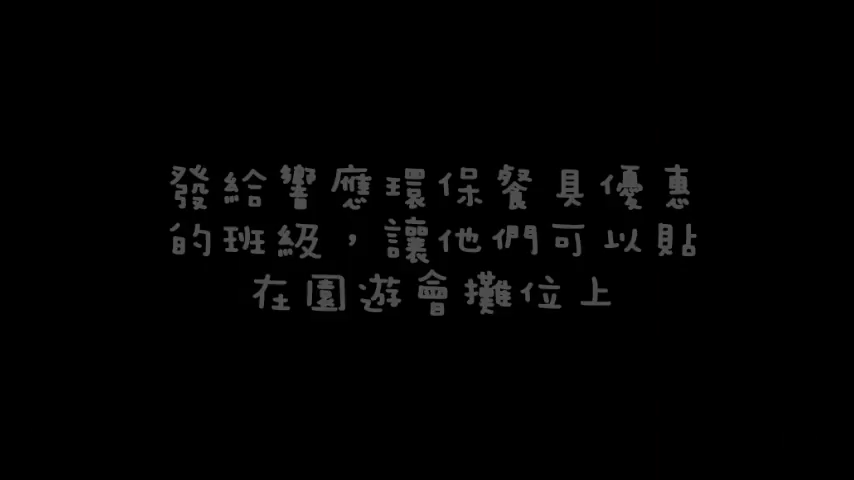 發給響應環保餐具優惠
的班級，讓他們可以貼
在園遊會攤位上